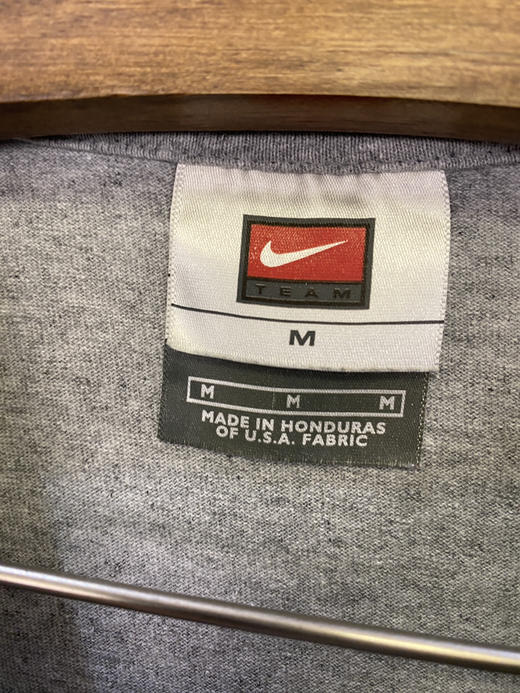 TEAM
M
M M M
MADE IN HONDURAS
OF U.S.A. FABRIC